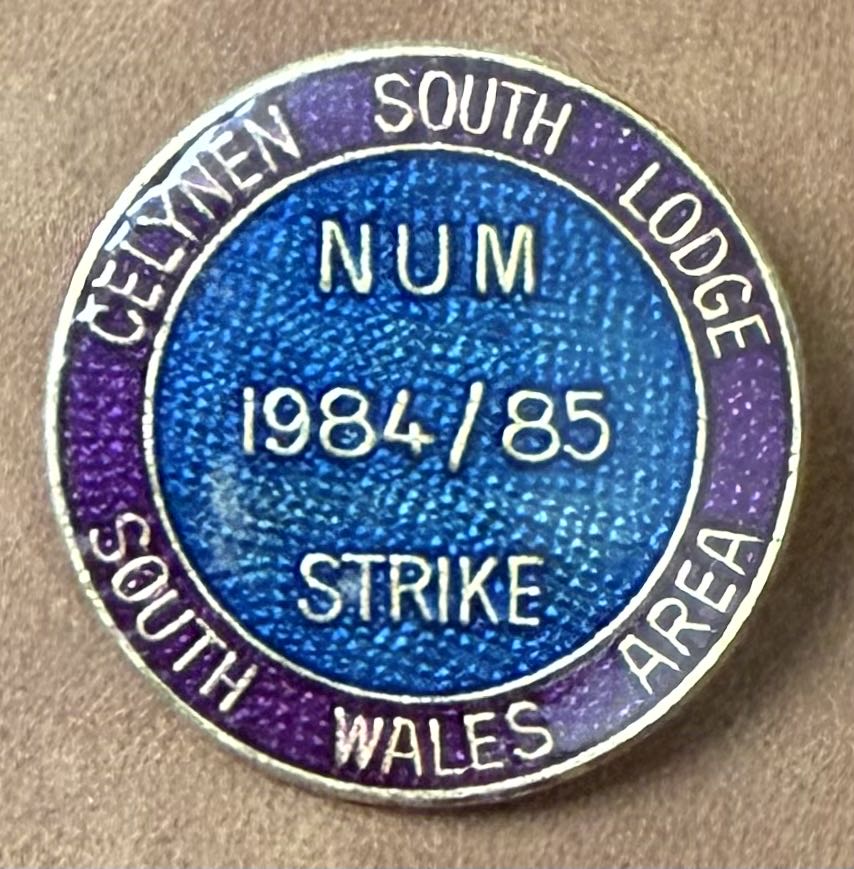 CELYNEN SOUTH LODGE
NUM
1984/85
STRIKE
SOUTH WALES AREA